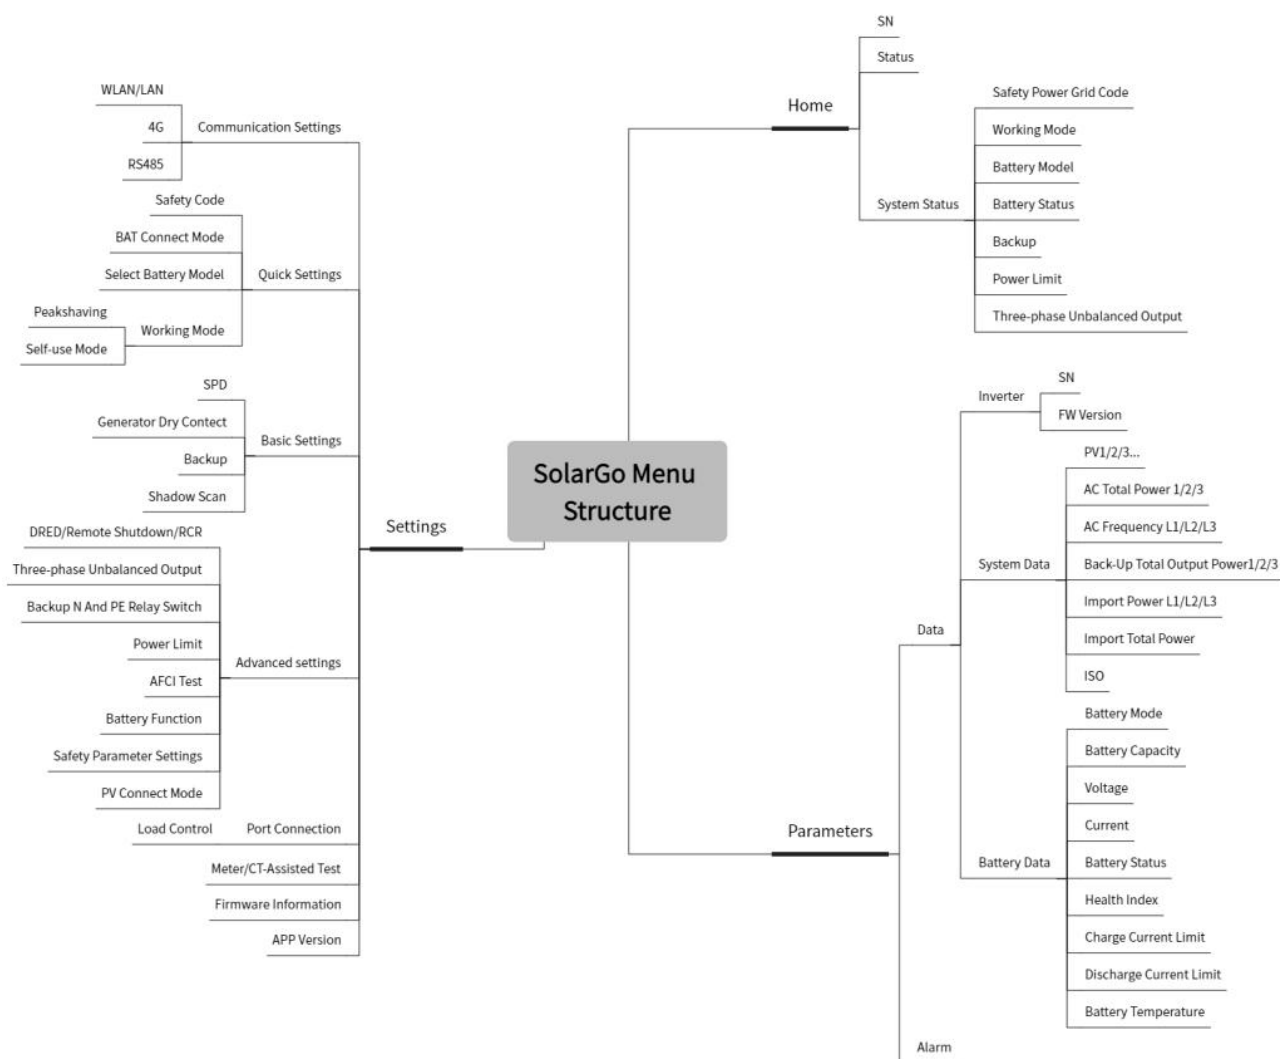 SolarGo Menu
Structure
Home
SN
Status
System Status
Safety Power Grid Code
Working Mode
Battery Model
Battery Status
Backup
Power Limit
Three-phase Unbalanced Output
Parameters
Data
Inverter
SN
FW Version
System Data
PV1/2/3...
AC Total Power 1/2/3
AC Frequency L1/L2/L3
Back-Up Total Output Power1/2/3
Import Power L1/L2/L3
Import Total Power
ISO
Battery Data
Battery Mode
Battery Capacity
Voltage
Current
Battery Status
Health Index
Charge Current Limit
Discharge Current Limit
Battery Temperature
Alarm
Settings
Communication Settings
WLAN/LAN
4G
RS485
Quick Settings
Safety Code
BAT Connect Mode
Select Battery Model
Working Mode
Peakshaving
Self-use Mode
Basic Settings
SPD
Generator Dry Contect
Backup
Shadow Scan
Advanced settings
DRED/Remote Shutdown/RCR
Three-phase Unbalanced Output
Backup N And PE Relay Switch
Power Limit
AFCI Test
Battery Function
Safety Parameter Settings
PV Connect Mode
Port Connection
Load Control
Meter/CT-Assisted Test
Firmware Information
APP Version